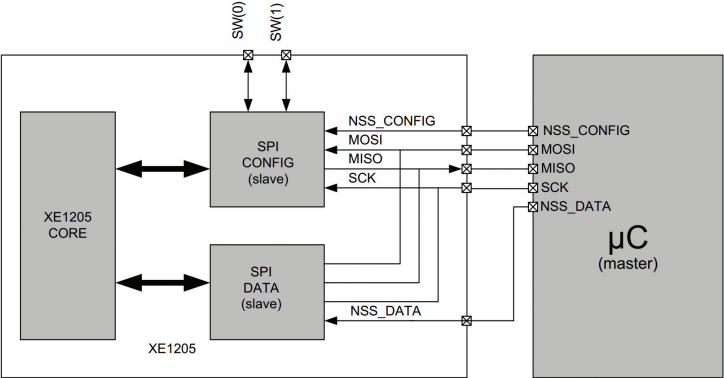 SW(0)
SW(1)
XE1205
CORE
SPI
CONFIG
(slave)
NSS_CONFIG
MOSI
MISO
SCK
SPI
DATA
(slave)
NSS_DATA
XE1205
NSS_CONFIG
MOSI
MISO
SCK
NSS_DATA
µC
(master)